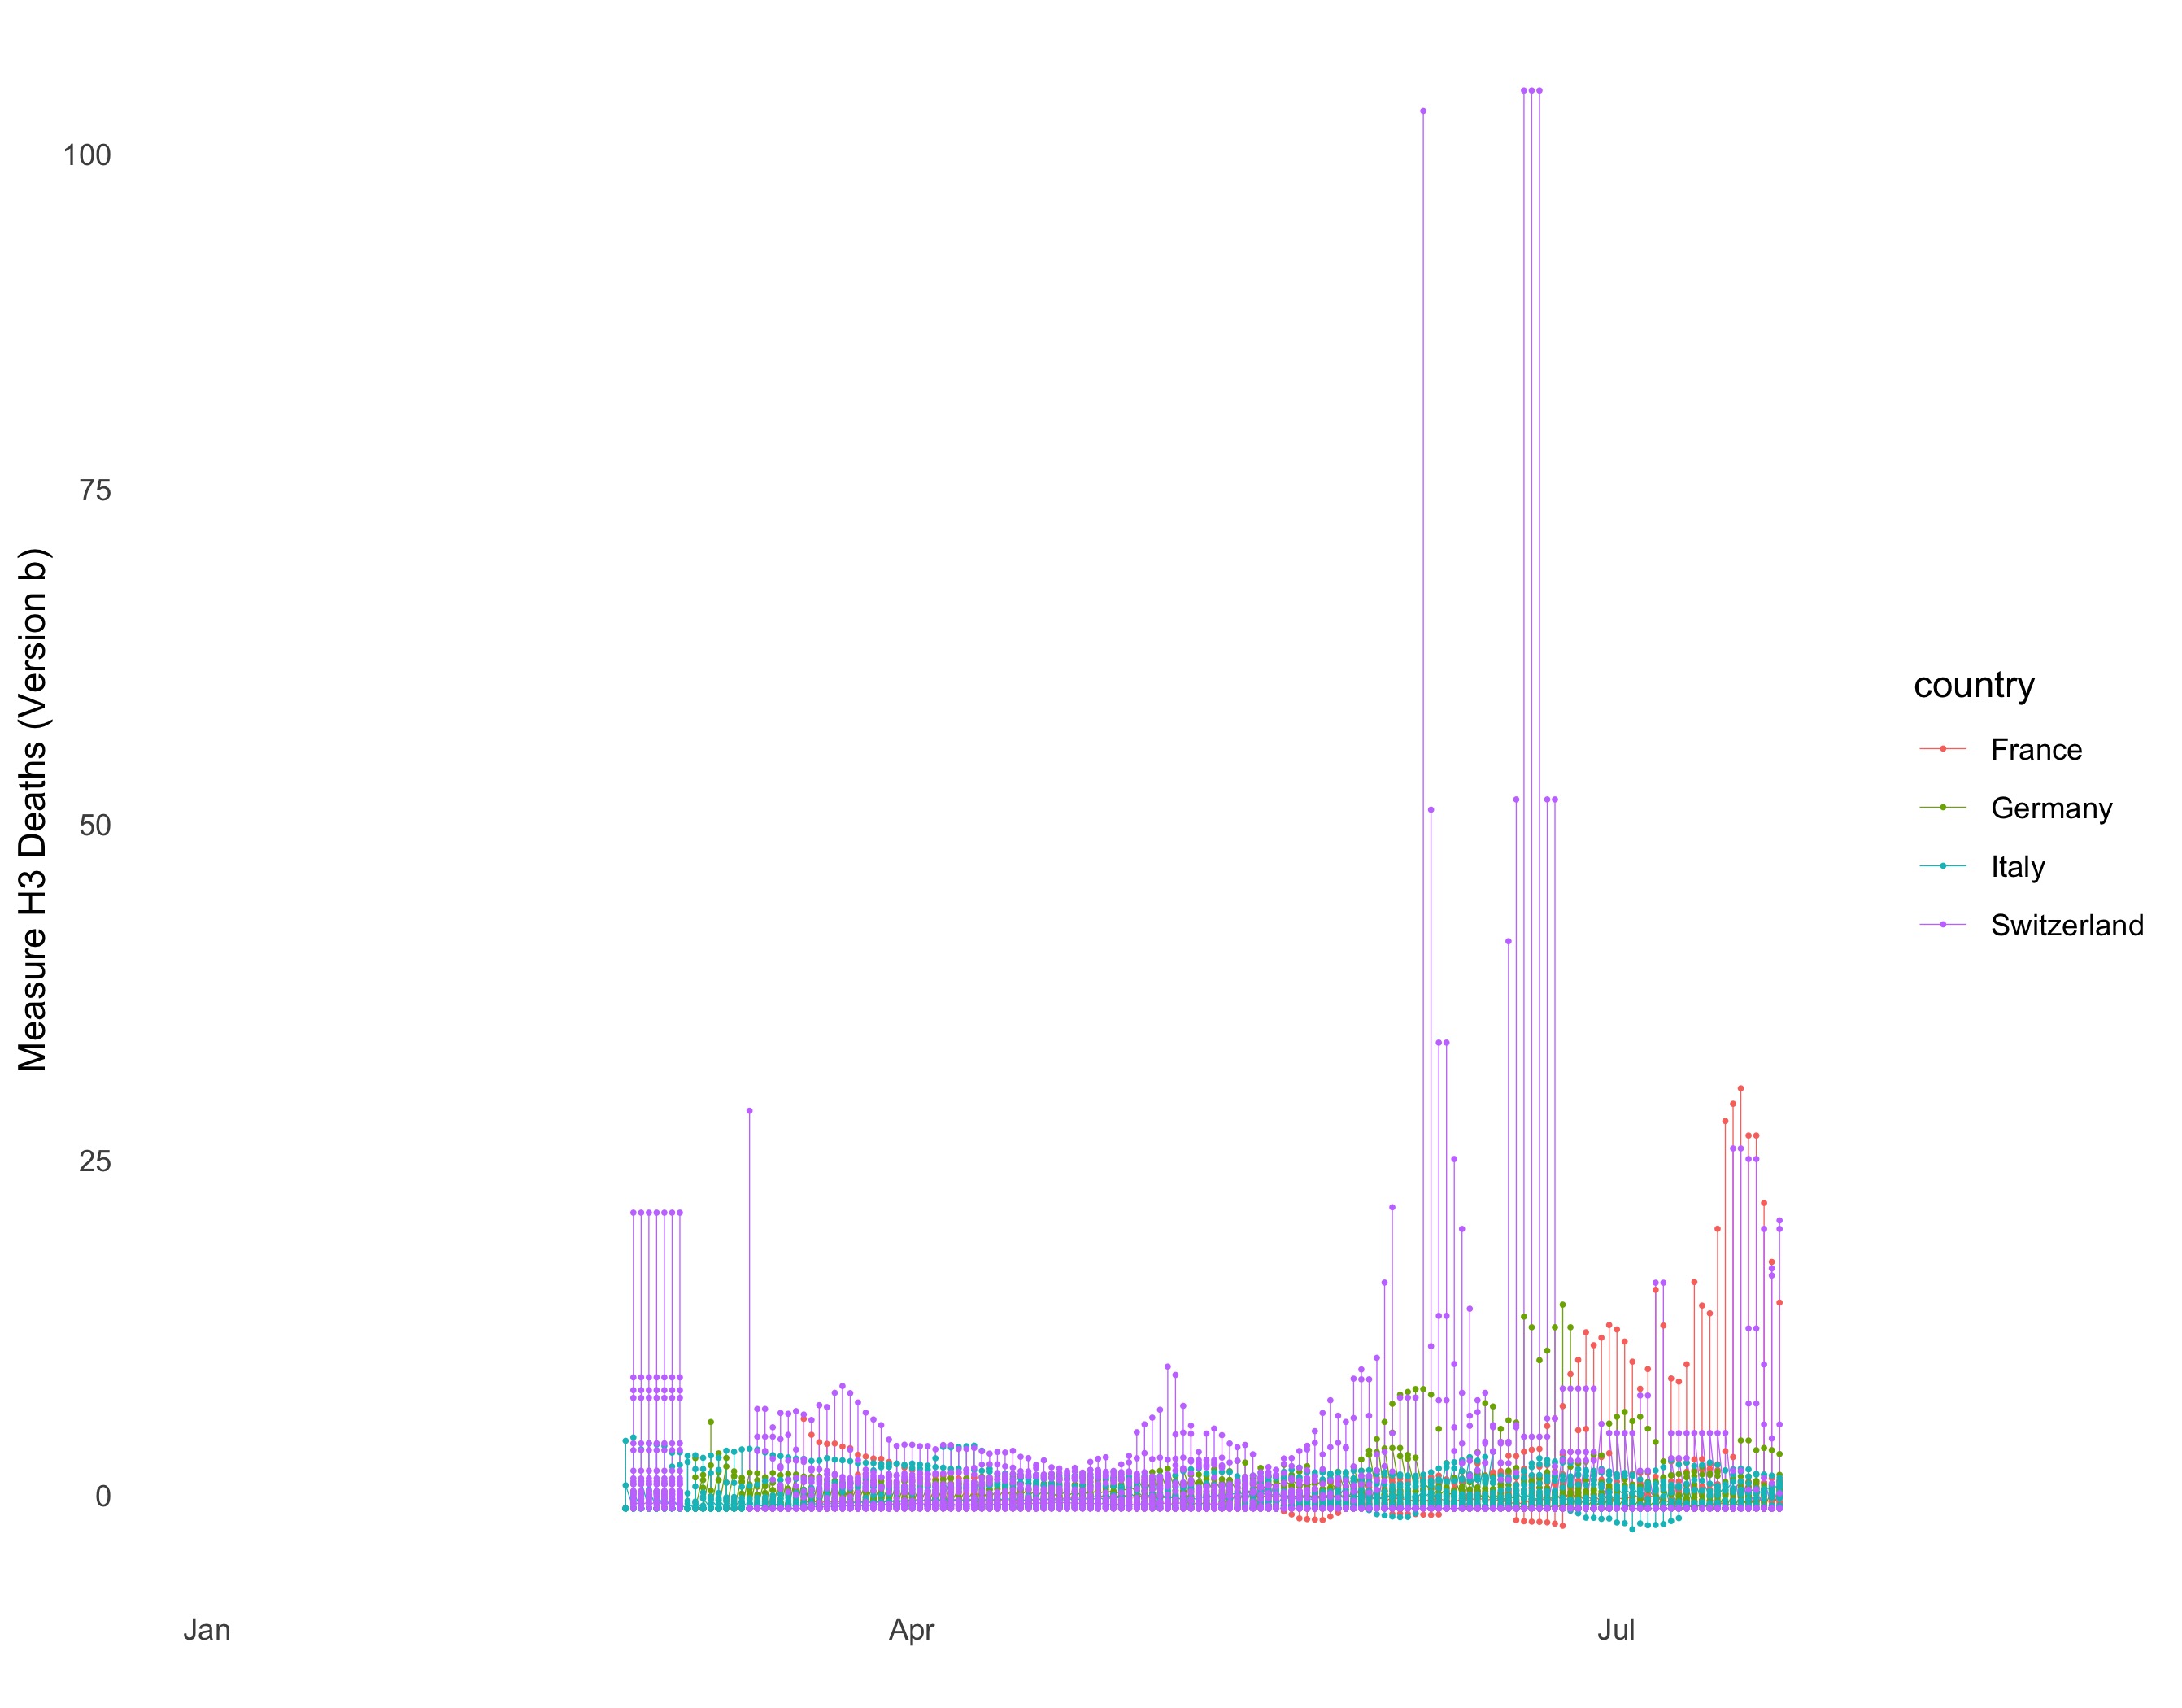 Measure H3 Deaths (Version b)
100
75
50
25
0
Jan
Apr
Jul
country
France
Germany
Italy
Switzerland